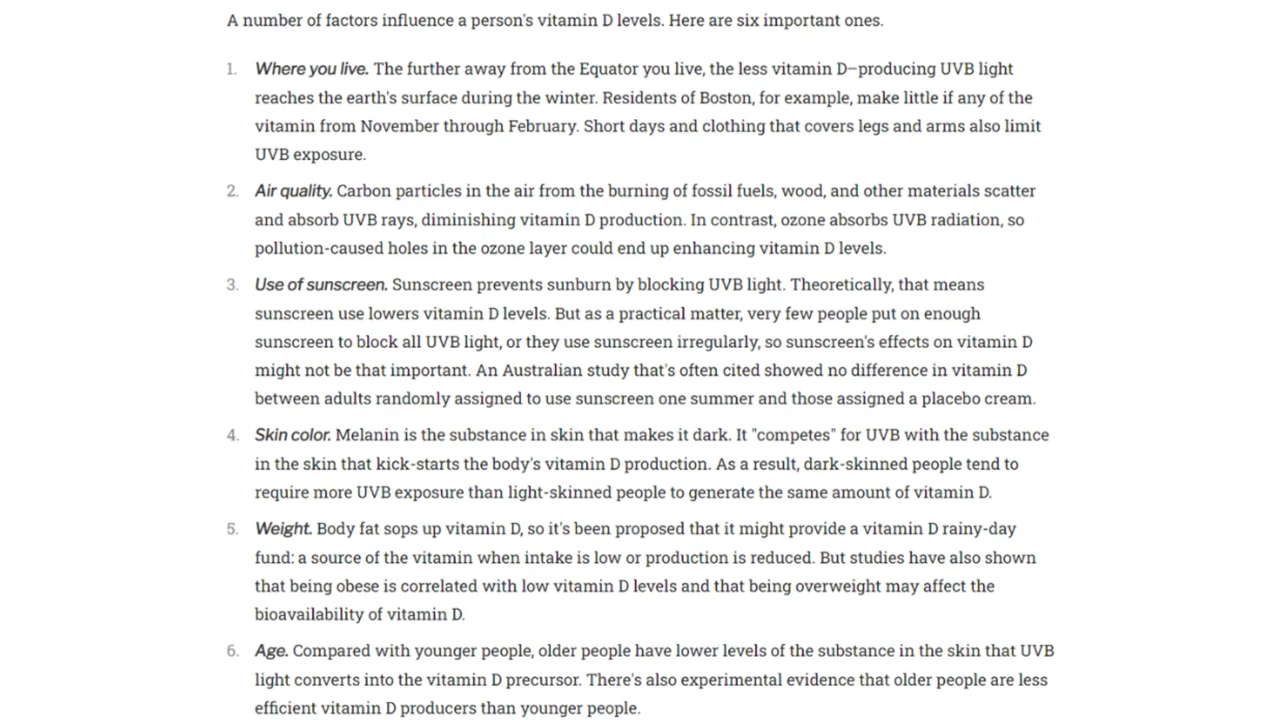 A number of factors influence a person's vitamin D levels. Here are six important ones.
1. Where you live. The further away from the Equator you live, the less vitamin D–producing UVB light
reaches the earth's surface during the winter. Residents of Boston, for example, make little if any of the
vitamin from November through February. Short days and clothing that covers legs and arms also limit
UVB exposure.
2. Air quality. Carbon particles in the air from the burning of fossil fuels, wood, and other materials scatter
and absorb UVB rays, diminishing vitamin D production. In contrast, ozone absorbs UVB radiation, so
pollution-caused holes in the ozone layer could end up enhancing vitamin D levels.
3. Use of sunscreen. Sunscreen prevents sunburn by blocking UVB light. Theoretically, that means
sunscreen use lowers vitamin D levels. But as a practical matter, very few people put on enough
sunscreen to block all UVB light, or they use sunscreen irregularly, so sunscreen's effects on vitamin D
might not be that important. An Australian study that's often cited showed no difference in vitamin D
between adults randomly assigned to use sunscreen one summer and those assigned a placebo cream.
4. Skin color. Melanin is the substance in skin that makes it dark. It "competes" for UVB with the substance
in the skin that kick-starts the body's vitamin D production. As a result, dark-skinned people tend to
require more UVB exposure than light-skinned people to generate the same amount of vitamin D.
5. Weight. Body fat sops up vitamin D, so it's been proposed that it might provide a vitamin D rainy-day
fund: a source of the vitamin when intake is low or production is reduced. But studies have also shown
that being obese is correlated with low vitamin D levels and that being overweight may affect the
bioavailability of vitamin D.
6. Age. Compared with younger people, older people have lower levels of the substance in the skin that UVB
light converts into the vitamin D precursor. There's also experimental evidence that older people are less
efficient vitamin D producers than younger people.